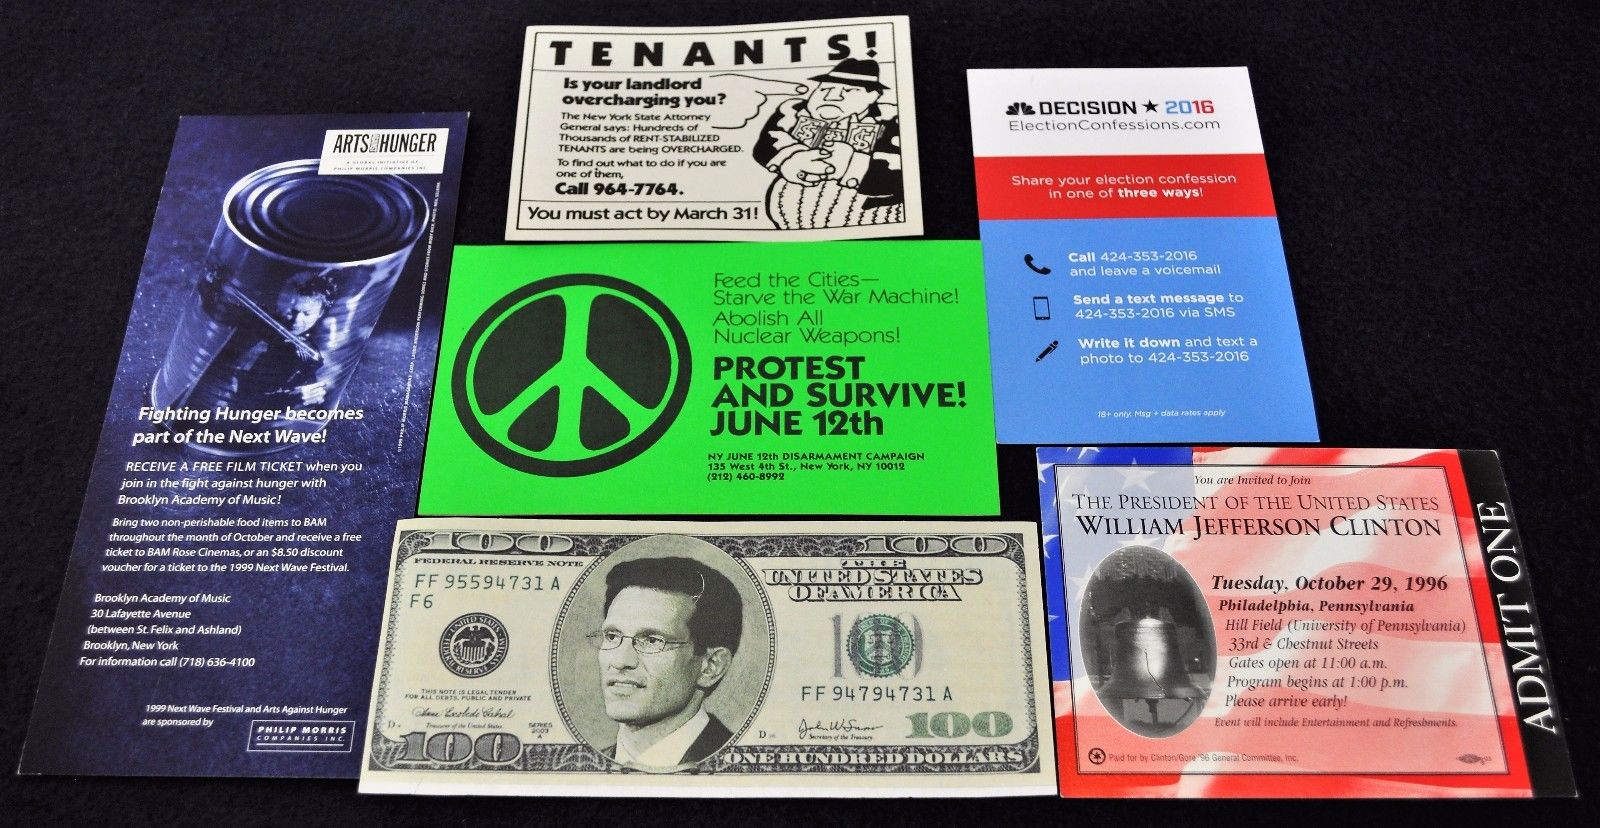 ARTS AGAINST HUNGER
A GLOBAL INITIATIVE OF
PHILIP MORRIS COMPANIES INC.
Fighting Hunger becomes
part of the Next Wave!
RECEIVE A FREE FILM TICKET when you
join in the fight against hunger with
Brooklyn Academy of Music!
Bring two non-perishable food items to BAM
throughout the month of October and receive a free
ticket to BAM Rose Cinemas, or an $8.50 discount
voucher for a ticket to the 1999 Next Wave Festival.
Brooklyn Academy of Music
30 Lafayette Avenue
(between St. Felix and Ashland)
Brooklyn, New York
For information call (718) 636-4100
1999 Next Wave Festival and Arts Against Hunger
are sponsored by
PHILIP MORRIS
COMPANIES INC.
TENANTS!
Is your landlord
overcharging you?
The New York State Attorney
General says: Hundreds of
Thousands of RENT-STABILIZED
TENANTS are being OVERCHARGED.
To find out what to do if you are
one of them,
Call 964-7764.
You must act by March 31!
Feed the Cities—
Starve the War Machine!
Abolish All
Nuclear Weapons!
PROTEST
AND SURVIVE!
JUNE 12th
NY JUNE 12th DISARMAMENT CAMPAIGN
135 West 4th St., New York, NY 10012
(212) 460-8992
100 100
FEDERAL RESERVE NOTE
THE
UNITED STATES
OF AMERICA
FF 95594731 A
F6
100
THIS NOTE IS LEGAL TENDER
FOR ALL DEBTS, PUBLIC AND PRIVATE
FF 94794731 A
Treasurer of the United States
SERIES
2003
A
Secretary of the Treasury
100
100
ONE HUNDRED DOLLARS
DECISION ★ 2016
ElectionConfessions.com
Share your election confession
in one of three ways!
Call 424-353-2016
and leave a voicemail
Send a text message to
424-353-2016 via SMS
Write it down and text a
photo to 424-353-2016
18+ only. Msg + data rates apply
You are Invited to Join
THE PRESIDENT OF THE UNITED STATES
WILLIAM JEFFERSON CLINTON
Tuesday, October 29, 1996
Philadelphia, Pennsylvania
Hill Field (University of Pennsylvania)
33rd & Chestnut Streets
Gates open at 11:00 a.m.
Program begins at 1:00 p.m.
Please arrive early!
Event will include Entertainment and Refreshments.
Paid for by Clinton/Gore '96 General Committee, Inc.
ADMIT ONE